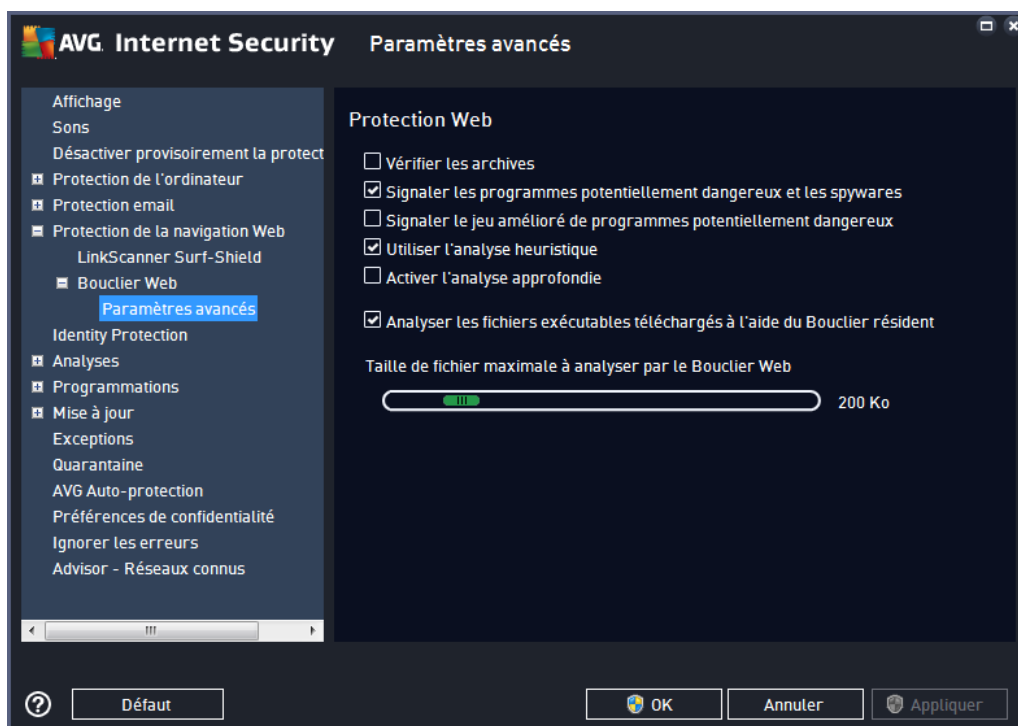 AVG. Internet Security Paramètres avancés
Affichage
Sons
Désactiver provisoirement la protect
Protection de l'ordinateur
Protection email
Protection de la navigation Web
LinkScanner Surf-Shield
Bouclier Web
Paramètres avancés
Identity Protection
Analyses
Programmations
Mise à jour
Exceptions
Quarantaine
AVG Auto-protection
Préférences de confidentialité
Ignorer les erreurs
Advisor - Réseaux connus
Protection Web
Vérifier les archives
Signaler les programmes potentiellement dangereux et les spywares
Signaler le jeu amélioré de programmes potentiellement dangereux
Utiliser l'analyse heuristique
Activer l'analyse approfondie
Analyser les fichiers exécutables téléchargés à l'aide du Bouclier résident
Taille de fichier maximale à analyser par le Bouclier Web
200 Ko
Défaut
OK
Annuler
Appliquer